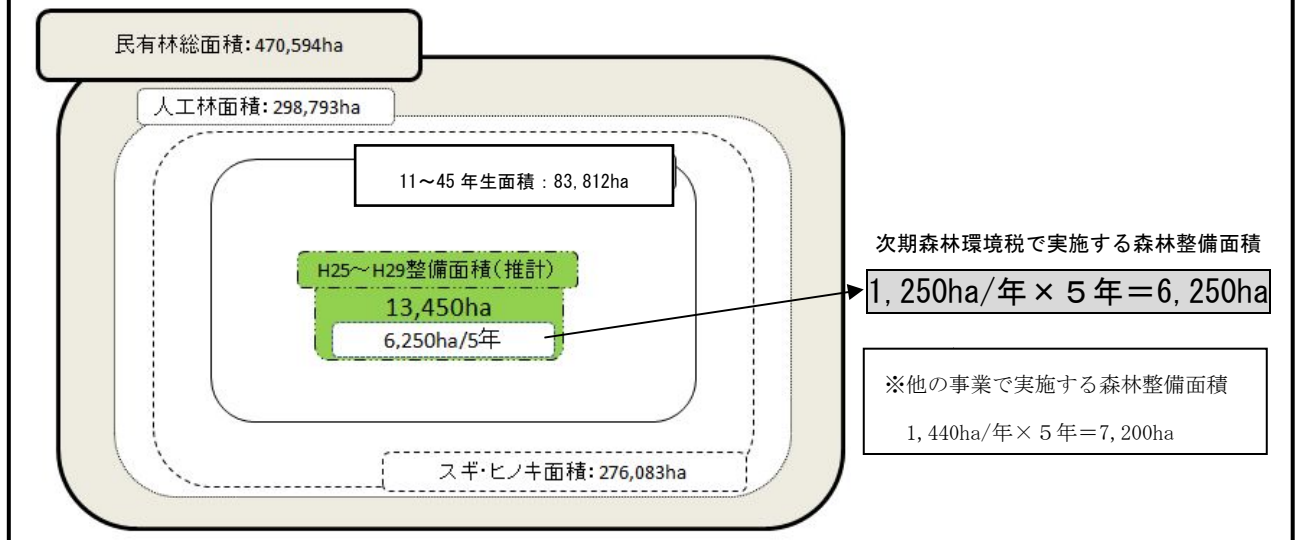 民有林総面積:470,594ha
人工林面積:298,793ha
11～45年生面積:83,812ha
H25～H29整備面積(推計)
13,450ha
6,250ha/5年
スギ・ヒノキ面積:276,083ha
次期森林環境税で実施する森林整備面積
1,250ha/年×５年＝6,250ha
※他の事業で実施する森林整備面積
1,440ha/年×５年＝7,200ha